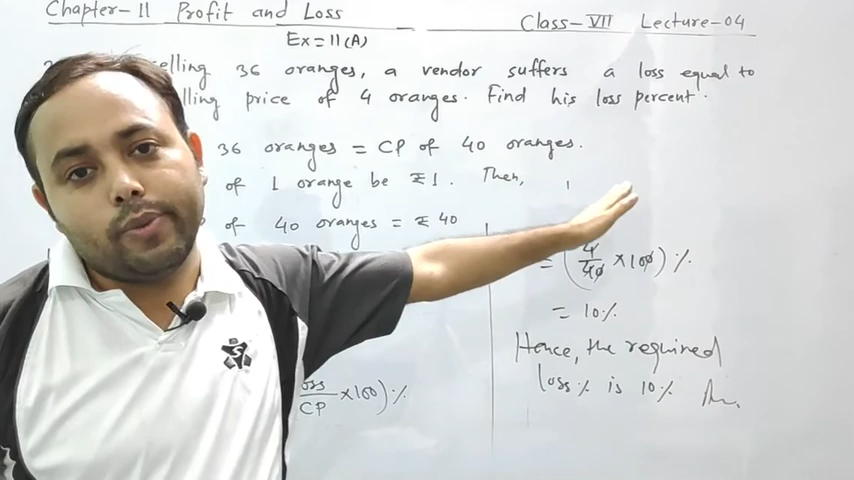 Chapter-11 Profit and Loss
Class-VII Lecture-04
Ex=11(A)
elling 36 oranges, a vendor suffers a loss equal to
lling price of 4 oranges. Find his loss percent.
36 oranges = CP of 40 oranges.
of 1 orange be ₹1. Then,
of 40 oranges = ₹40
= (4/40 ×100)%
= 10%
Hence, the required
loss% is 10% Ans.
oss/CP ×100)%